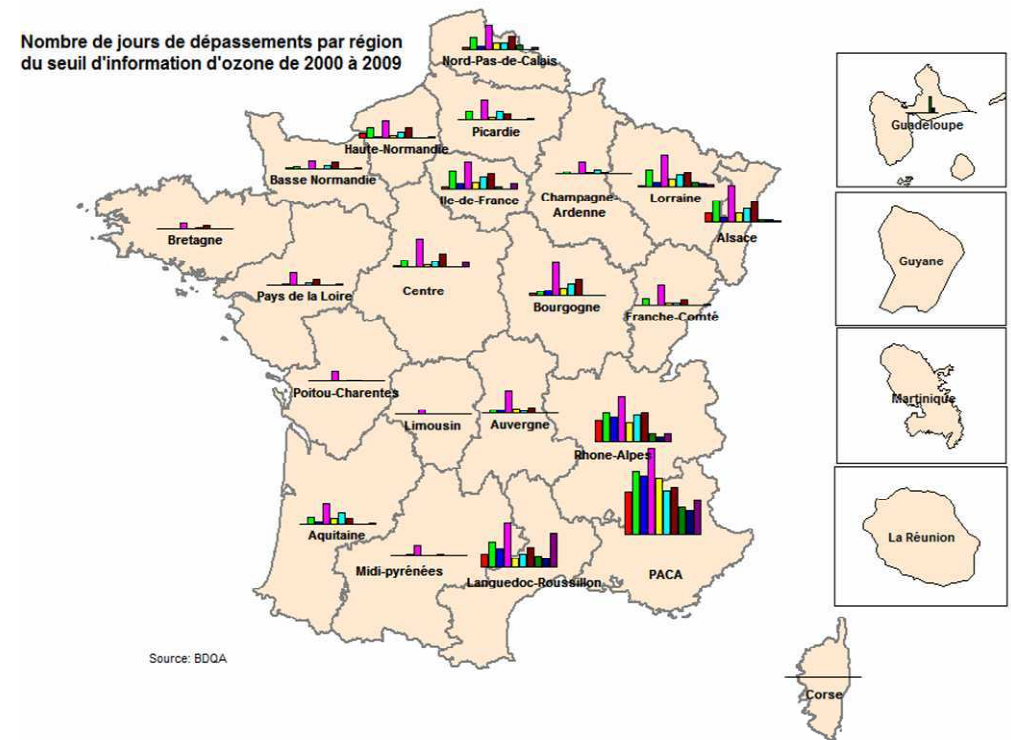 Nombre de jours de dépassements par région
du seuil d'information d'ozone de 2000 à 2009
Nord-Pas-de-Calais
Picardie
Haute-Normandie
Basse Normandie
Ile-de-France
Champagne-
Ardenne
Lorraine
Alsace
Bretagne
Pays de la Loire
Centre
Bourgogne
Franche-Comté
Poitou-Charentes
Limousin
Auvergne
Rhone-Alpes
Aquitaine
Midi-pyrénées
Languedoc-Roussillon
PACA
Corse
Guadeloupe
Guyane
Martinique
La Réunion
Source: BDQA